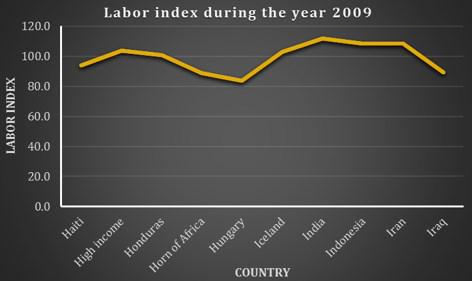 Labor index during the year 2009
120.0
100.0
80.0
60.0
40.0
20.0
0.0
LABOR INDEX
Haiti
High income
Honduras
Horn of Africa
Hungary
Iceland
India
Indonesia
Iran
Iraq
COUNTRY